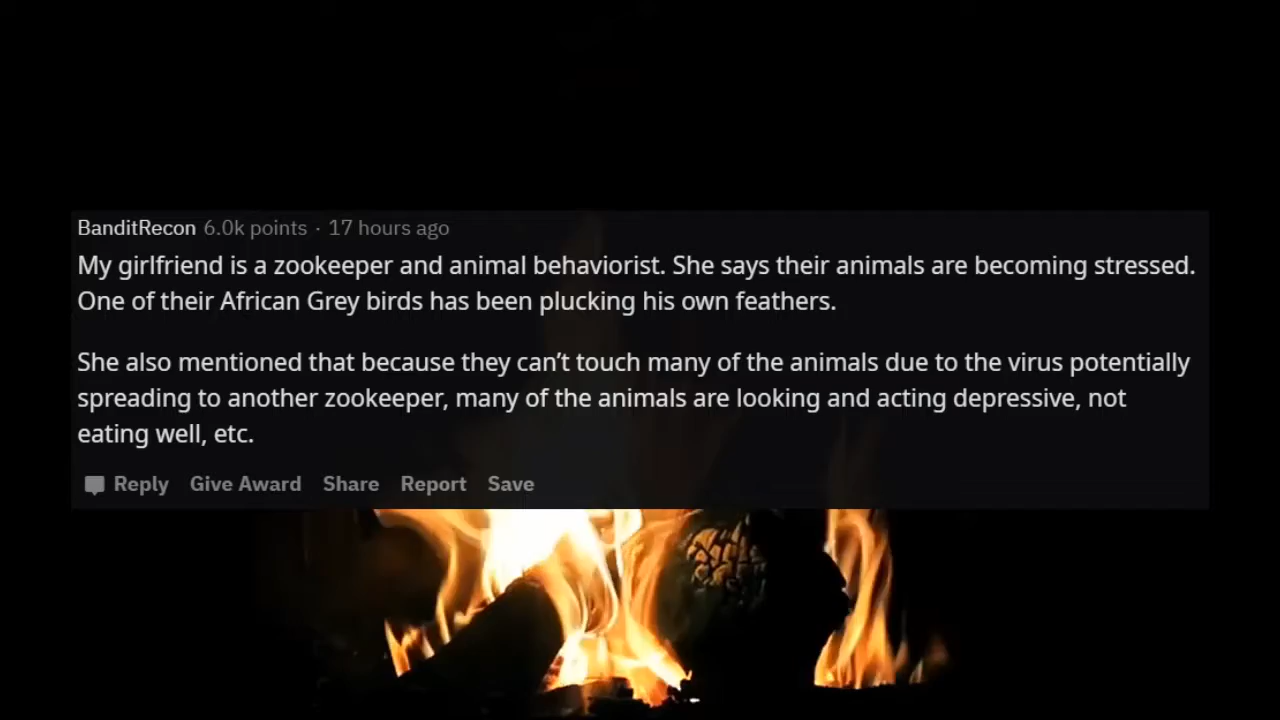 BanditRecon 6.0k points · 17 hours ago
My girlfriend is a zookeeper and animal behaviorist. She says their animals are becoming stressed.
One of their African Grey birds has been plucking his own feathers.
She also mentioned that because they can’t touch many of the animals due to the virus potentially
spreading to another zookeeper, many of the animals are looking and acting depressive, not
eating well, etc.
Reply Give Award Share Report Save